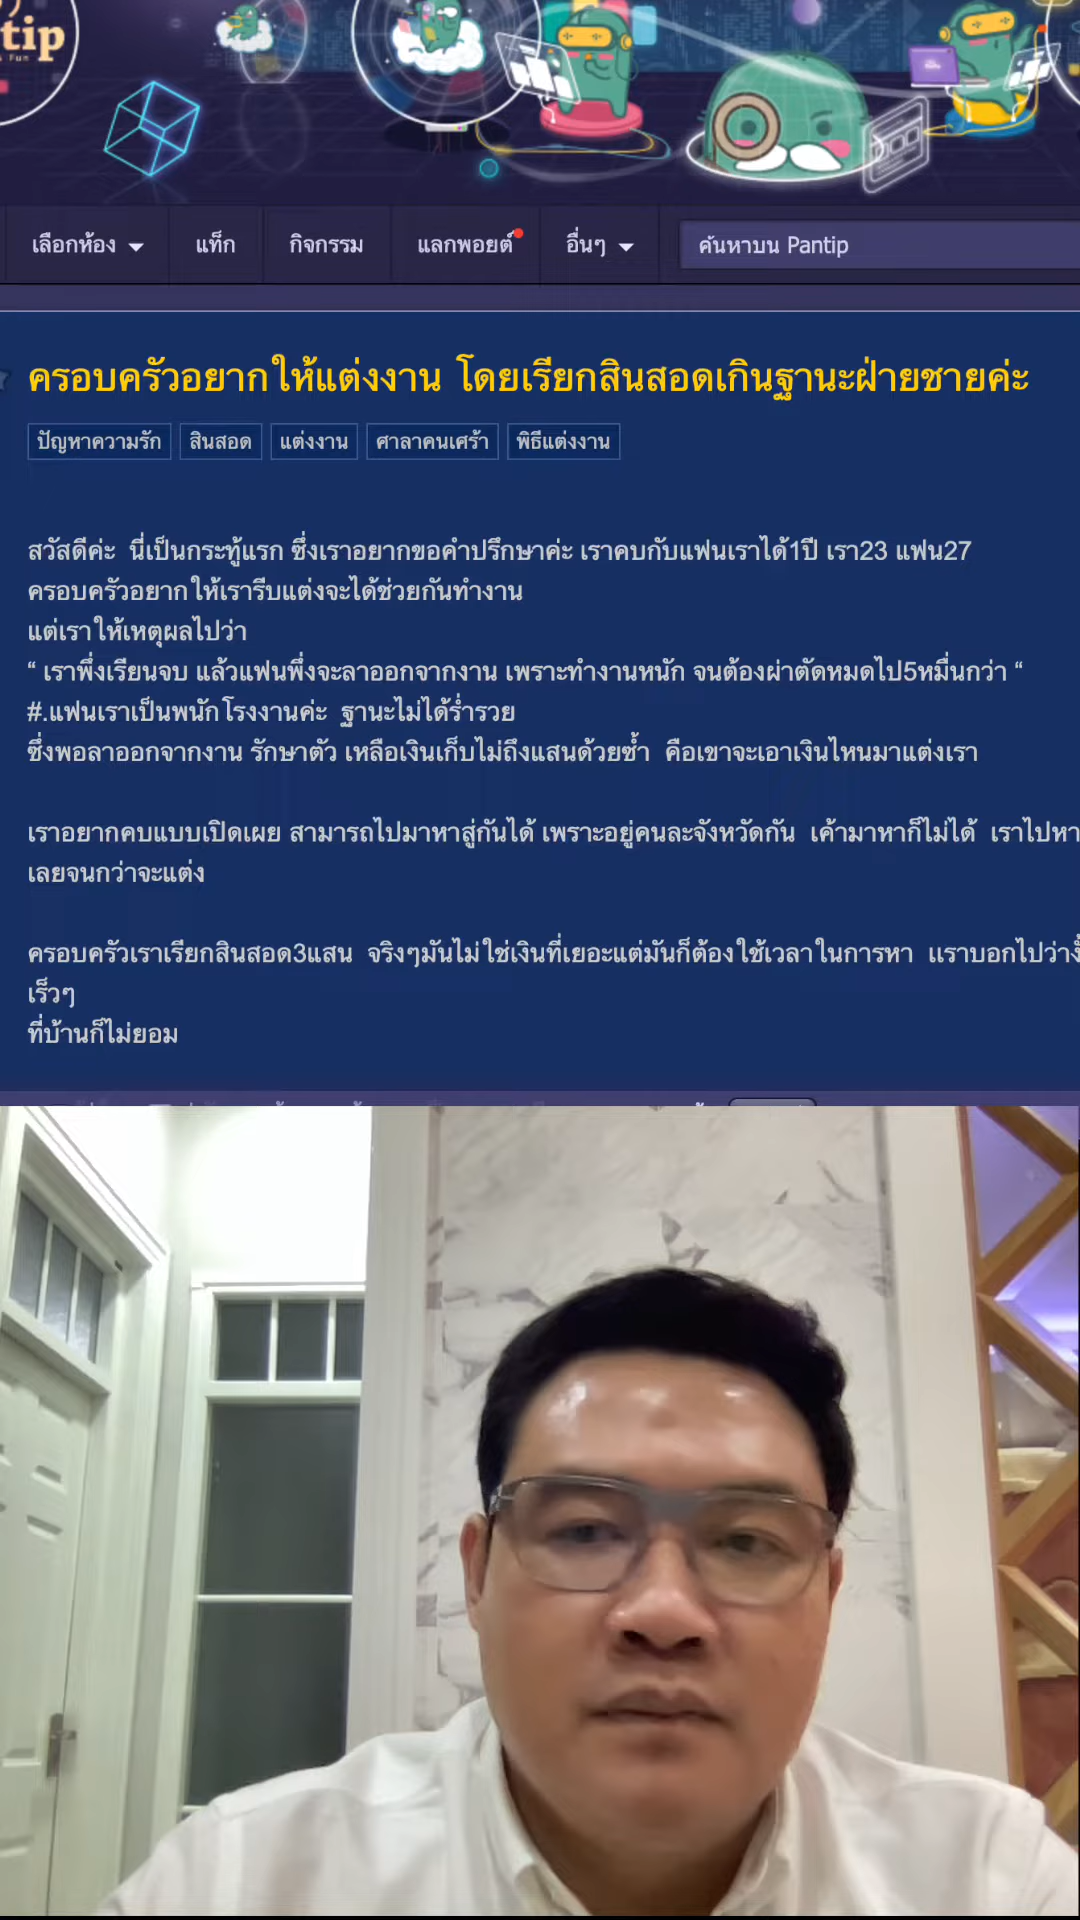 tip
Fun
เลือกห้อง
แท็ก
กิจกรรม
แลกพอยต์
อื่นๆ
ค้นหาบน Pantip
ครอบครัวอยากให้แต่งงาน โดยเรียกสินสอดเกินฐานะฝ่ายชายค่ะ
ปัญหาความรัก
สินสอด
แต่งงาน
ศาลาคนเศร้า
พิธีแต่งงาน
สวัสดีค่ะ นี่เป็นกระทู้แรก ซึ่งเราอยากขอคำปรึกษาค่ะ เราคบกับแฟนเราได้1ปี เรา23 แฟน27
ครอบครัวอยากให้เรารีบแต่งจะได้ช่วยกันทำงาน
แต่เราให้เหตุผลไปว่า
“ เราพึ่งเรียนจบ แล้วแฟนพึ่งจะลาออกจากงาน เพราะทำงานหนัก จนต้องผ่าตัดหมดไป5หมื่นกว่า “
#.แฟนเราเป็นพนักโรงงานค่ะ ฐานะไม่ได้ร่ำรวย
ซึ่งพอลาออกจากงาน รักษาตัว เหลือเงินเก็บไม่ถึงแสนด้วยซ้ำ คือเขาจะเอาเงินไหนมาแต่งเรา
เราอยากคบแบบเปิดเผย สามารถไปมาหาสู่กันได้ เพราะอยู่คนละจังหวัดกัน เค้ามาหาก็ไม่ได้ เราไปหา
เลยจนกว่าจะแต่ง
ครอบครัวเราเรียกสินสอด3แสน จริงๆมันไม่ใช่เงินที่เยอะแต่มันก็ต้องใช้เวลาในการหา แเราบอกไปว่า
เร็วๆ
ที่บ้านก็ไม่ยอม